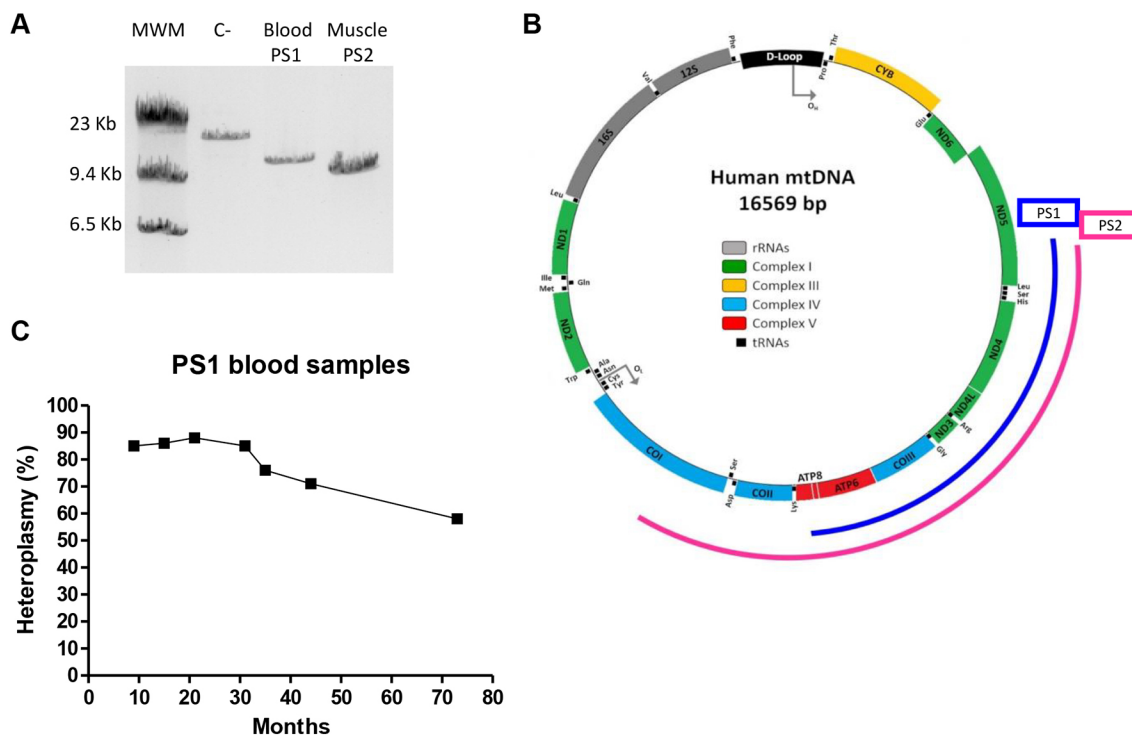 A
MWM
C-
Blood
PS1
Muscle
PS2
23 Kb
9.4 Kb
6.5 Kb
B
D-Loop
OH
Phe
12S
Val
16S
Leu
ND1
Ille
Met
Gln
ND2
Trp
Ala
Asn
Cys
Tyr
OL
COI
Ser
Asp
COII
Lys
ATP8
ATP6
COIII
Gly
ND3
Arg
ND4L
ND4
Leu
Ser
His
ND5
ND6
Glu
CYB
Thr
Pro
Human mtDNA
16569 bp
rRNAs
Complex I
Complex III
Complex IV
Complex V
tRNAs
PS1
PS2
C
PS1 blood samples
Heteroplasmy (%)
100
90
80
70
60
50
40
30
20
10
0
0 10 20 30 40 50 60 70 80
Months